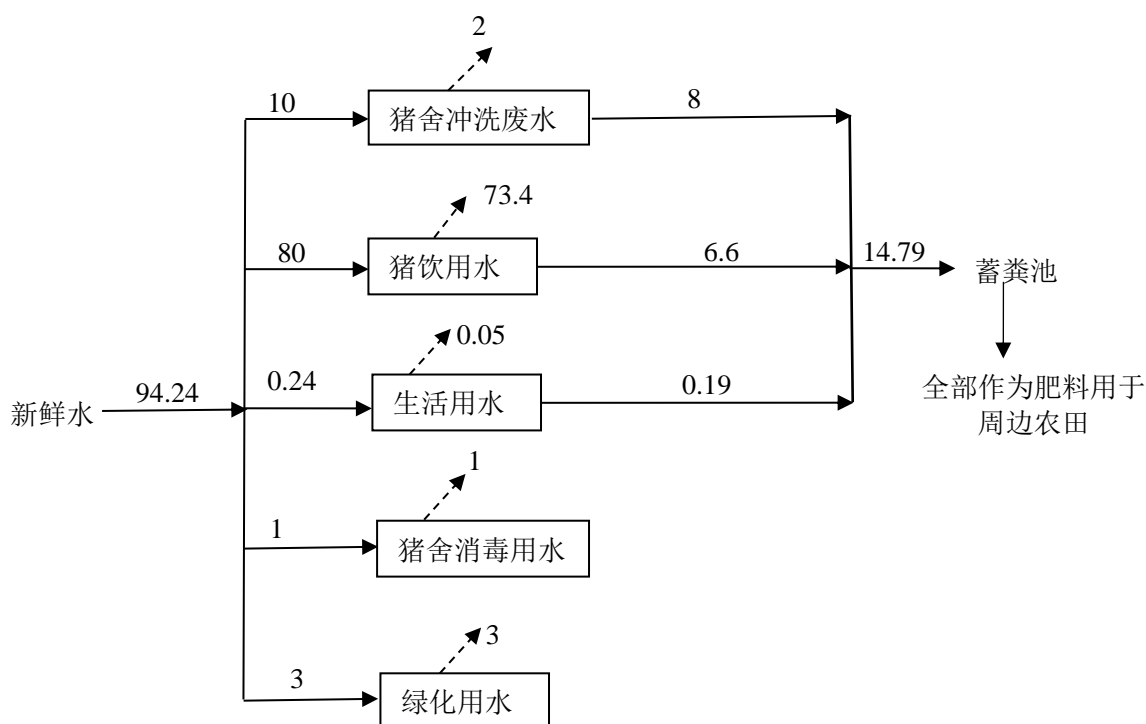 2
10
猪舍冲洗废水
8
73.4
80
猪饮用水
6.6
14.79
蓄粪池
0.05
新鲜水
94.24
0.24
生活用水
0.19
全部作为肥料用于
周边农田
1
1
猪舍消毒用水
3
3
绿化用水